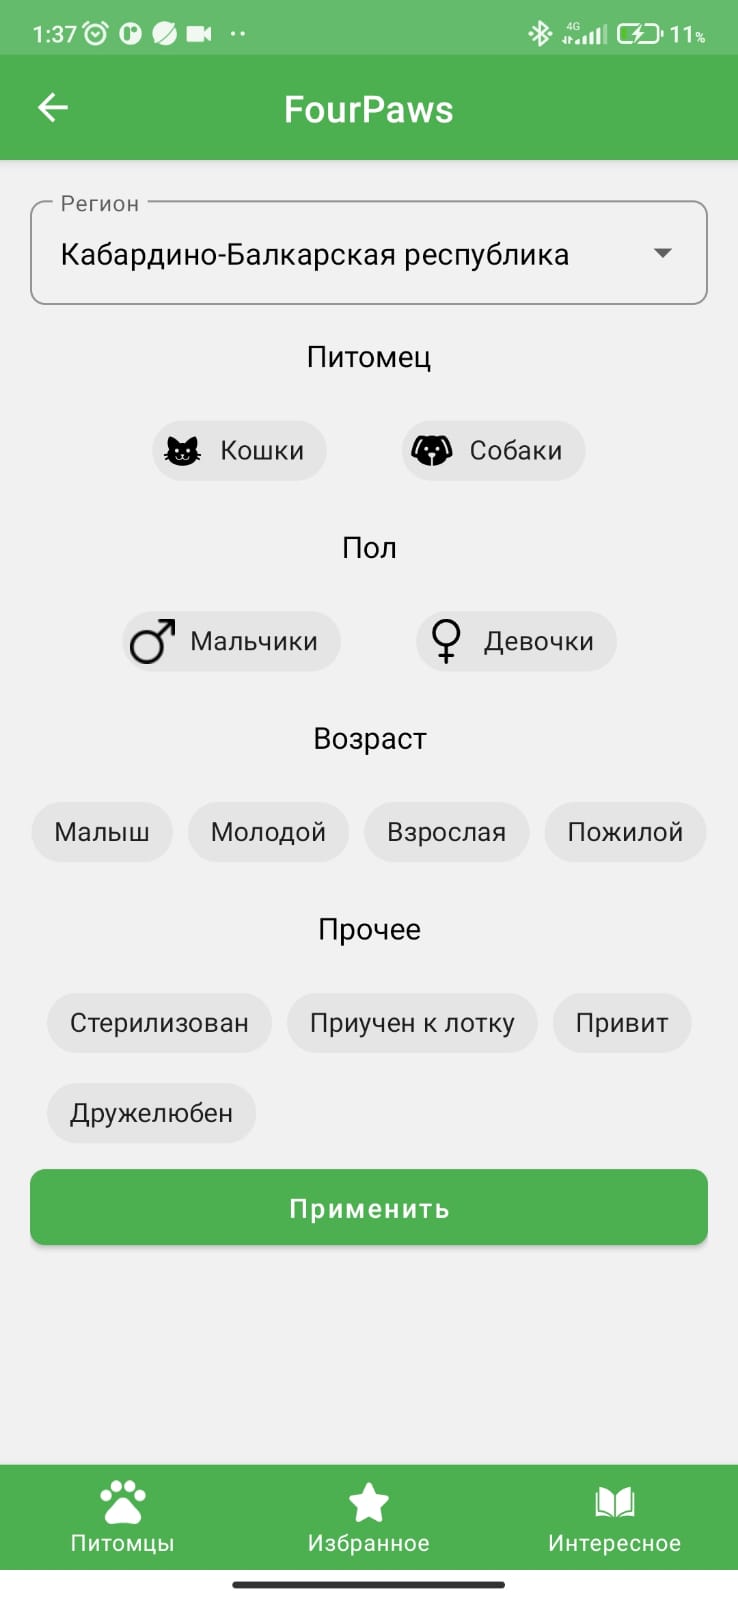 1:37 4G 11%
FourPaws
Регион
Кабардино-Балкарская республика
Питомец
Кошки Собаки
Пол
Мальчики Девочки
Возраст
Малыш Молодой Взрослая Пожилой
Прочее
Стерилизован Приучен к лотку Привит
Дружелюбен
Применить
Питомцы Избранное Интересное